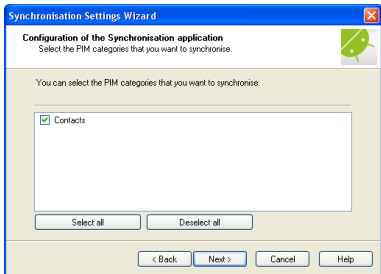 Synchronisation Settings Wizard
Configuration of the Synchronisation application
Select the PIM categories that you want to synchronise.
You can select the PIM categories that you want to synchronise.
Contacts
Select all Deselect all
< Back Next > Cancel Help